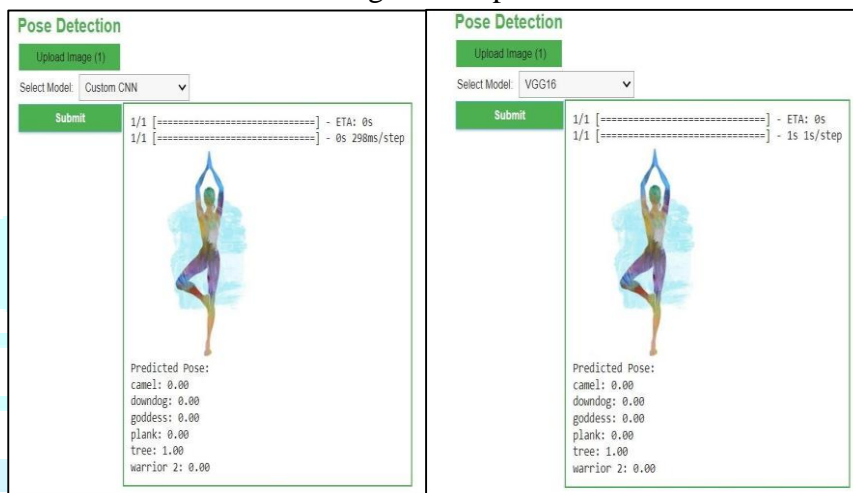 Pose Detection
Upload Image (1)
Select Model: Custom CNN
Submit
1/1 [==============================] - ETA: 0s
1/1 [==============================] - 0s 298ms/step
Predicted Pose:
camel: 0.00
downdog: 0.00
goddess: 0.00
plank: 0.00
tree: 1.00
warrior 2: 0.00
Pose Detection
Upload Image (1)
Select Model: VGG16
Submit
1/1 [==============================] - ETA: 0s
1/1 [==============================] - 1s 1s/step
Predicted Pose:
camel: 0.00
downdog: 0.00
goddess: 0.00
plank: 0.00
tree: 1.00
warrior 2: 0.00